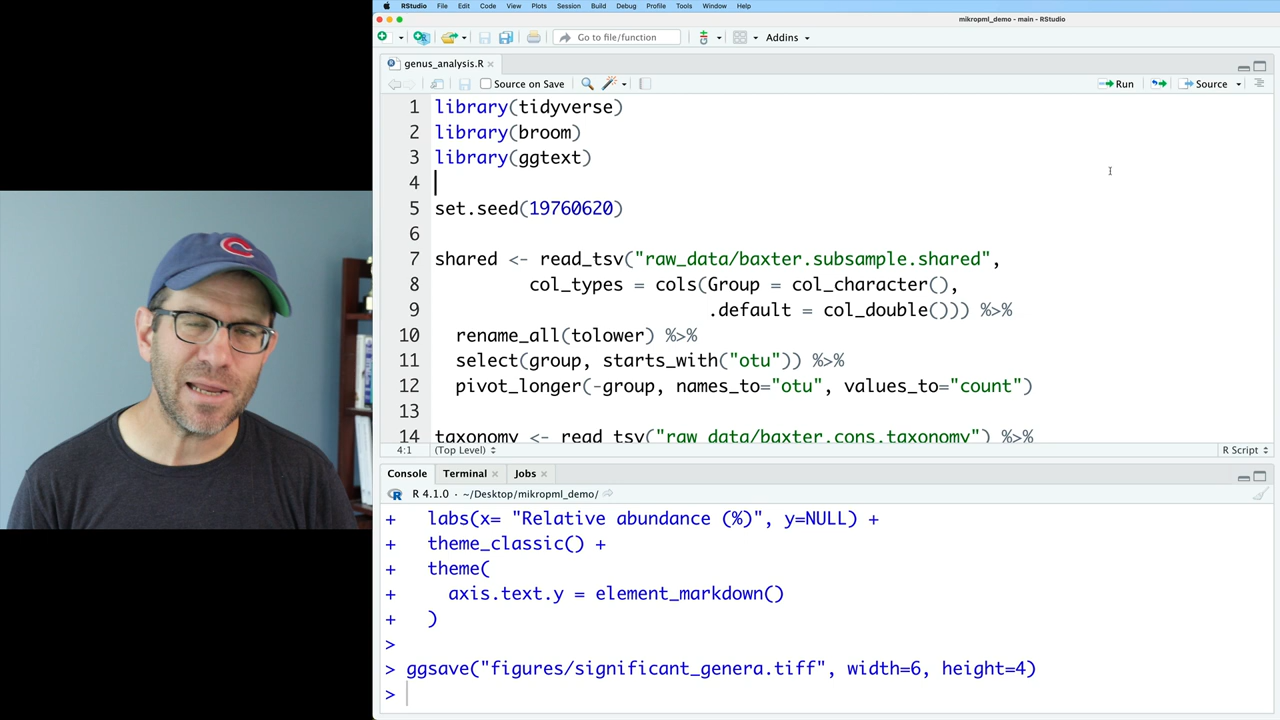 RStudio File Edit Code View Plots Session Build Debug Profile Tools Window Help
mikropml_demo - main - RStudio
Go to file/function Addins
genus_analysis.R
Source on Save Run Source
1 library(tidyverse)
2 library(broom)
3 library(ggtext)
4
5 set.seed(19760620)
6
7 shared <- read_tsv("raw_data/baxter.subsample.shared",
8 col_types = cols(Group = col_character(),
9 .default = col_double())) %>%
10 rename_all(tolower) %>%
11 select(group, starts_with("otu")) %>%
12 pivot_longer(-group, names_to="otu", values_to="count")
13
14 taxonomy <- read_tsv("raw_data/baxter.cons.taxonomy") %>%
4:1 (Top Level) R Script
Console Terminal Jobs
R R 4.1.0 · ~/Desktop/mikropml_demo/
+ labs(x= "Relative abundance (%)", y=NULL) +
+ theme_classic() +
+ theme(
+ axis.text.y = element_markdown()
+ )
>
> ggsave("figures/significant_genera.tiff", width=6, height=4)
>
C